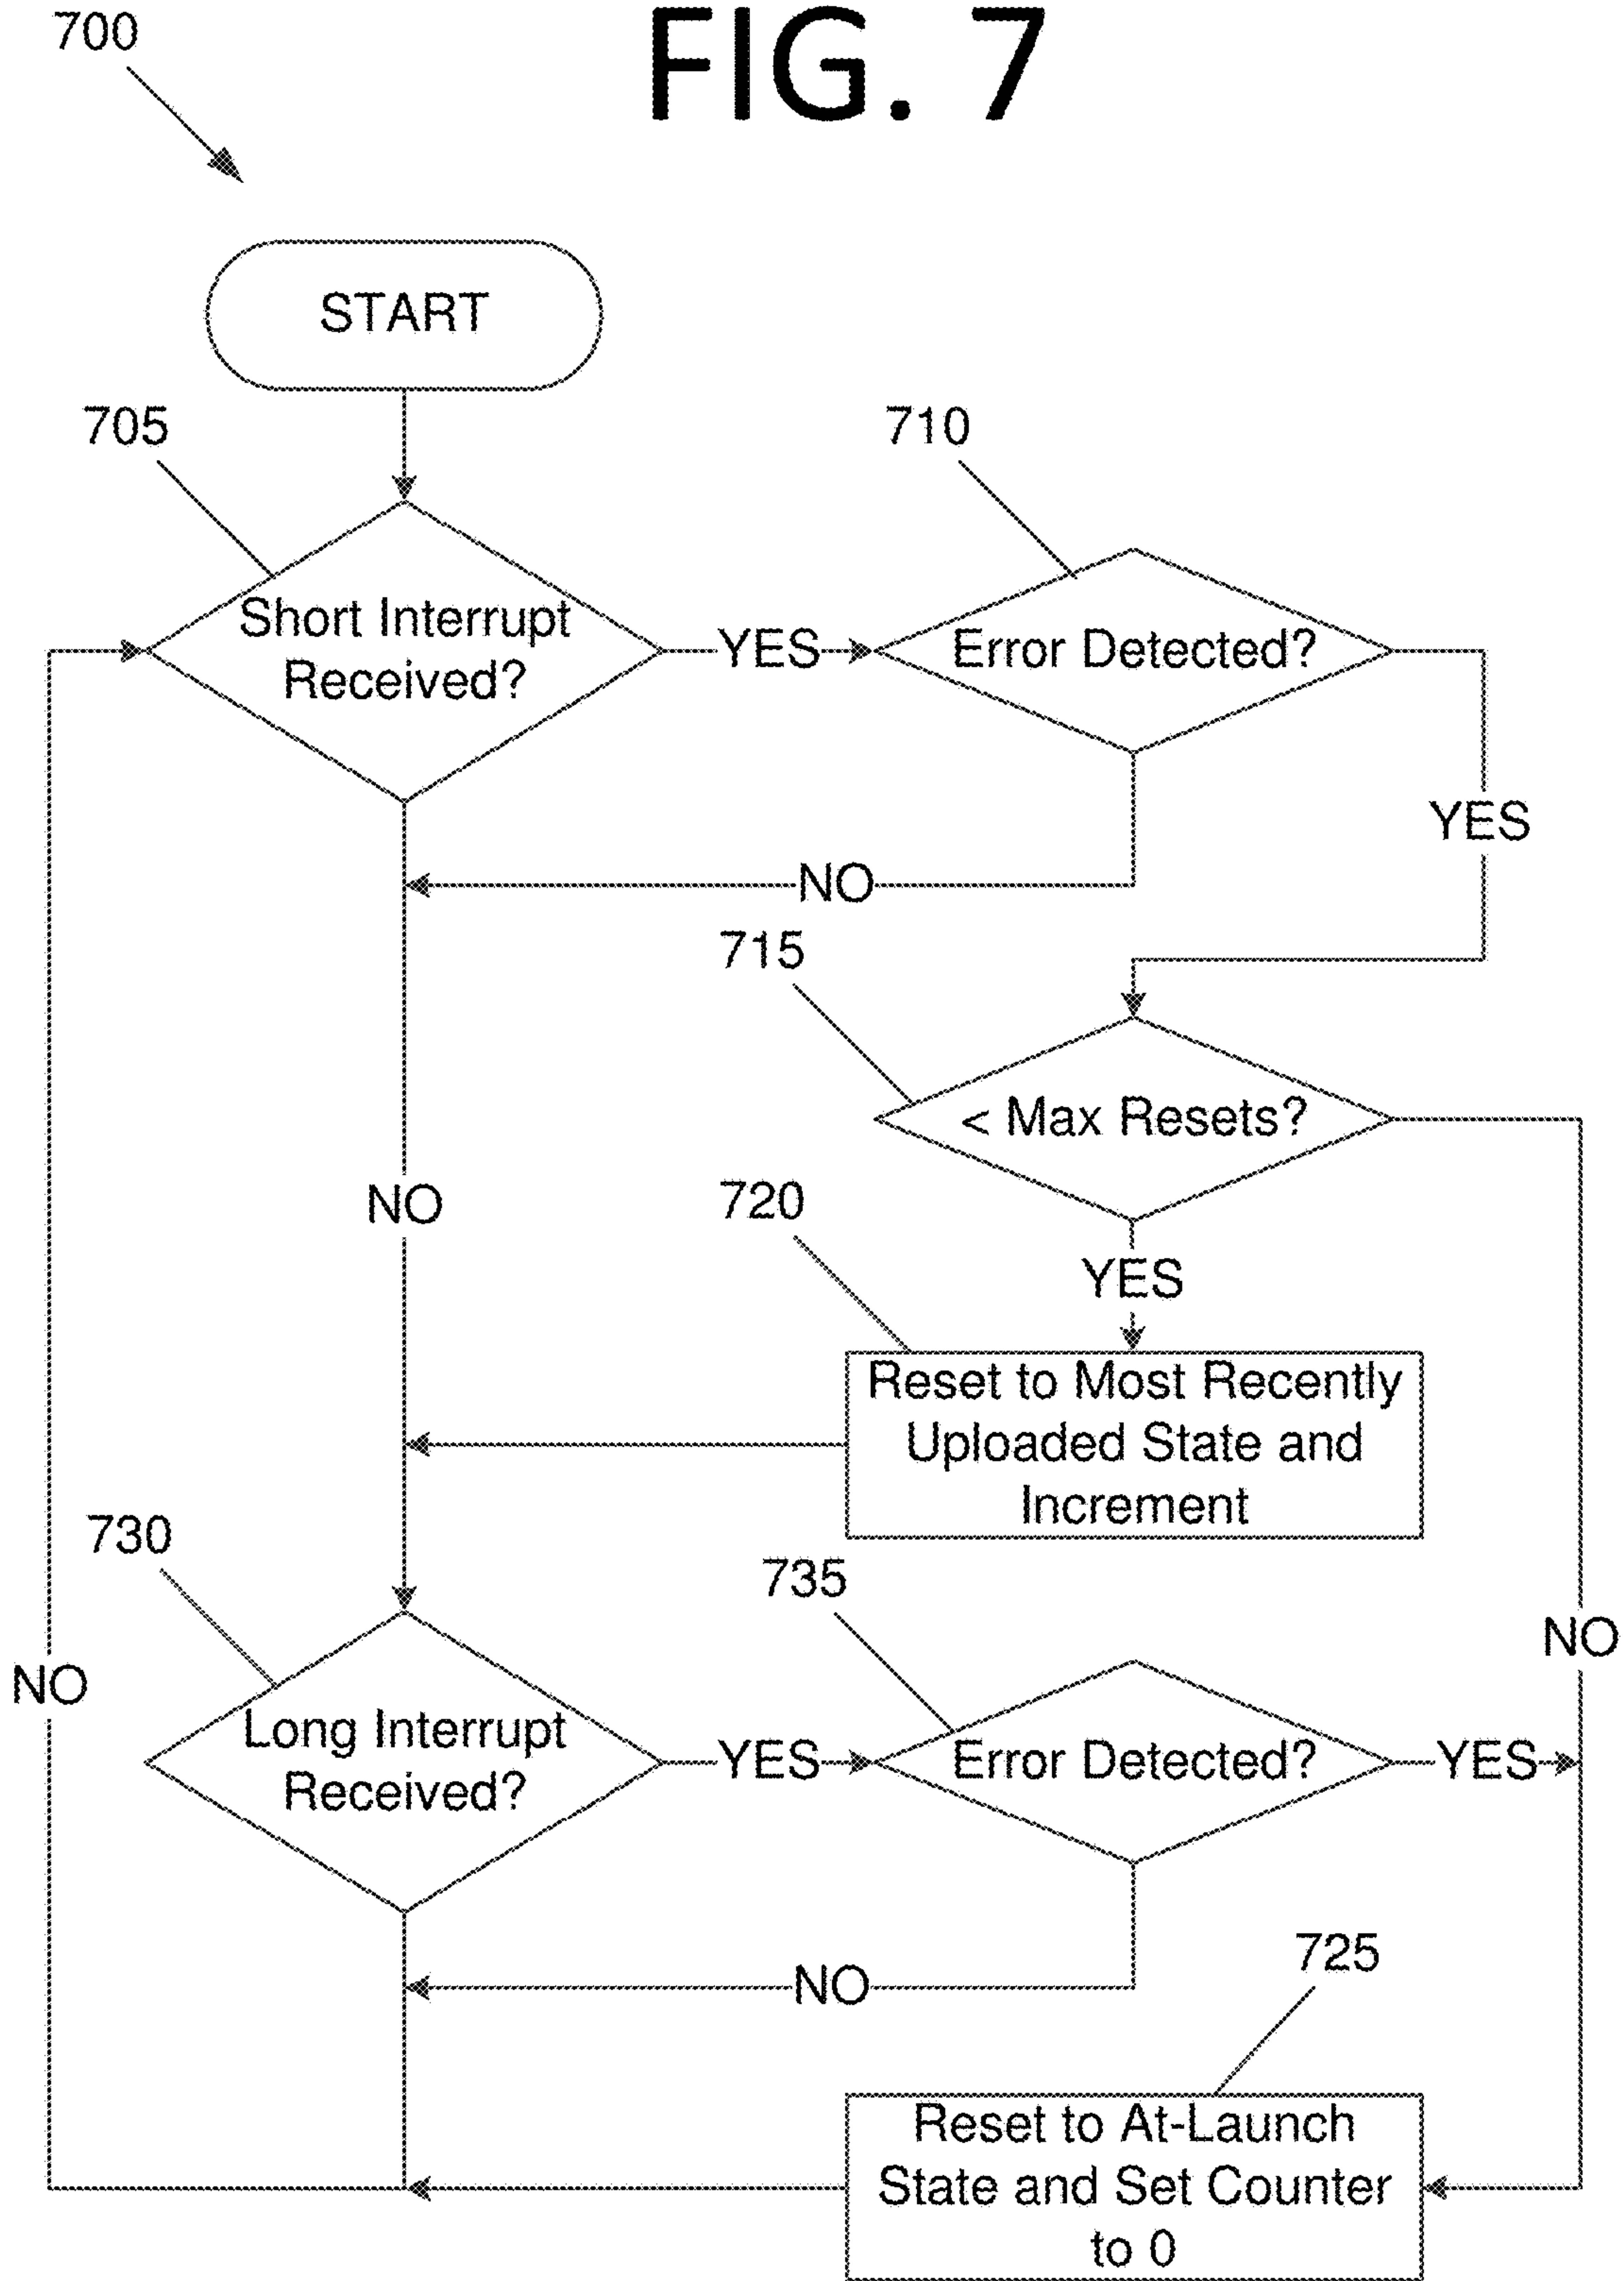 700
FIG. 7
START
705
710
Short Interrupt
Received?
YES
Error Detected?
YES
NO
715
< Max Resets?
NO
720
YES
Reset to Most Recently
Uploaded State and
Increment
730
735
NO
NO
Long Interrupt
Received?
YES
Error Detected?
YES
725
NO
Reset to At-Launch
State and Set Counter
to 0